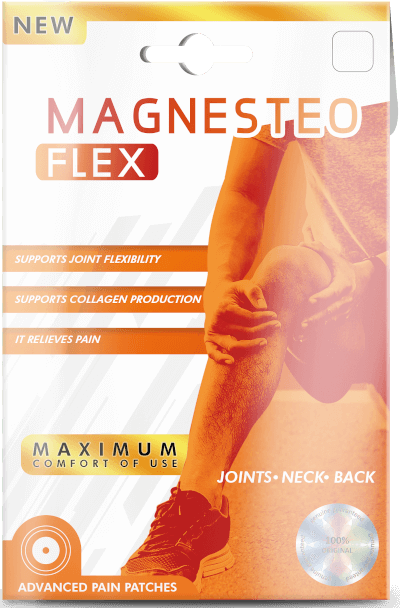 NEW
MAGNESTEO
FLEX
SUPPORTS JOINT FLEXIBILITY
SUPPORTS COLLAGEN PRODUCTION
IT RELIEVES PAIN
MAXIMUM
COMFORT OF USE
JOINTS• NECK• BACK
100%
ORIGINAL
ADVANCED PAIN PATCHES